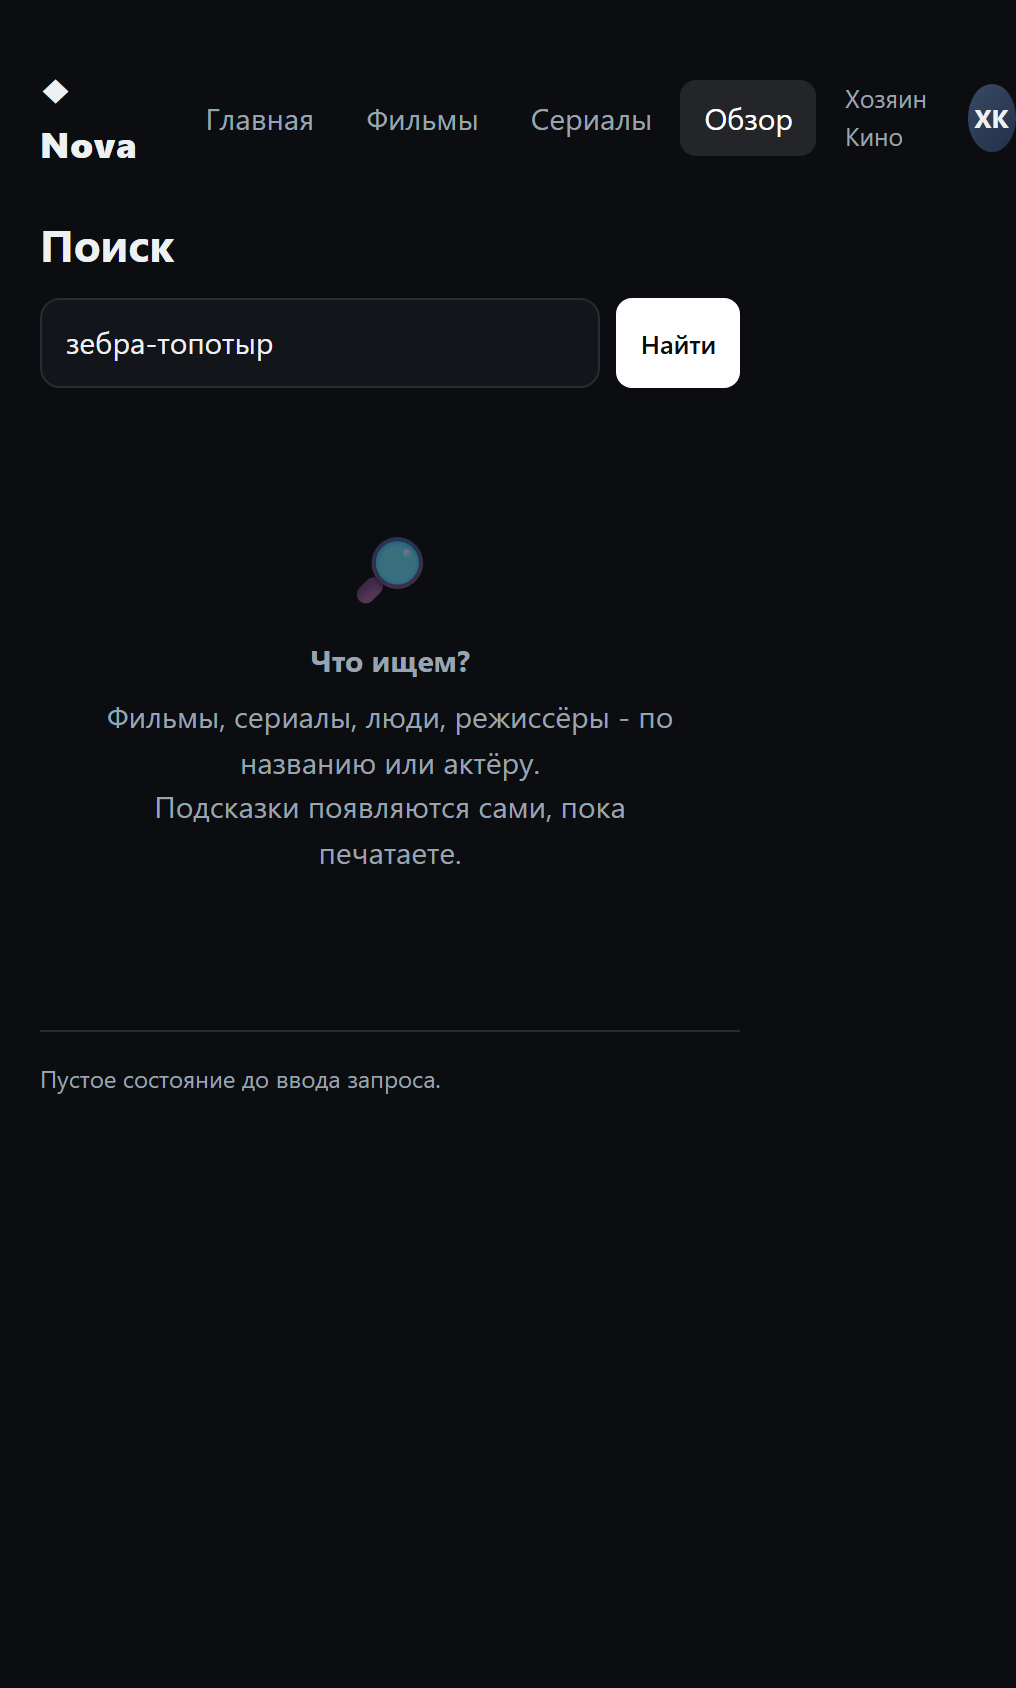 Nova
Главная
Фильмы
Сериалы
Обзор
Хозяин
Кино
ХК
Поиск
зебра-топотыр
Найти
Что ищем?
Фильмы, сериалы, люди, режиссёры - по
названию или актёру.
Подсказки появляются сами, пока
печатаете.
Пустое состояние до ввода запроса.